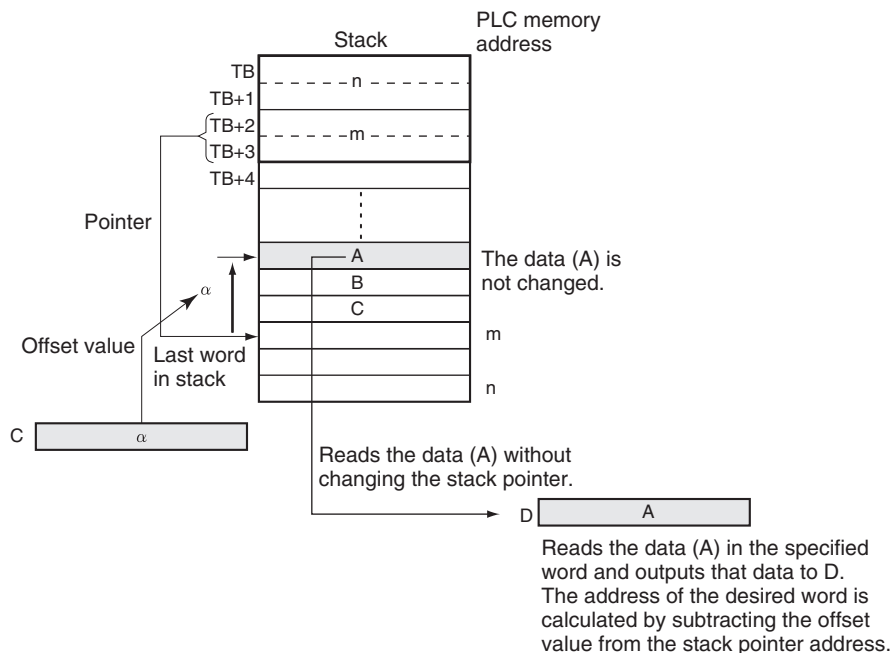 PLC memory
address
Stack
TB
n
TB+1
TB+2
m
TB+3
TB+4
Pointer
A
The data (A) is
not changed.
B
α
C
m
Offset value
Last word
in stack
n
C
α
Reads the data (A) without
changing the stack pointer.
D
A
Reads the data (A) in the specified
word and outputs that data to D.
The address of the desired word is
calculated by subtracting the offset
value from the stack pointer address.